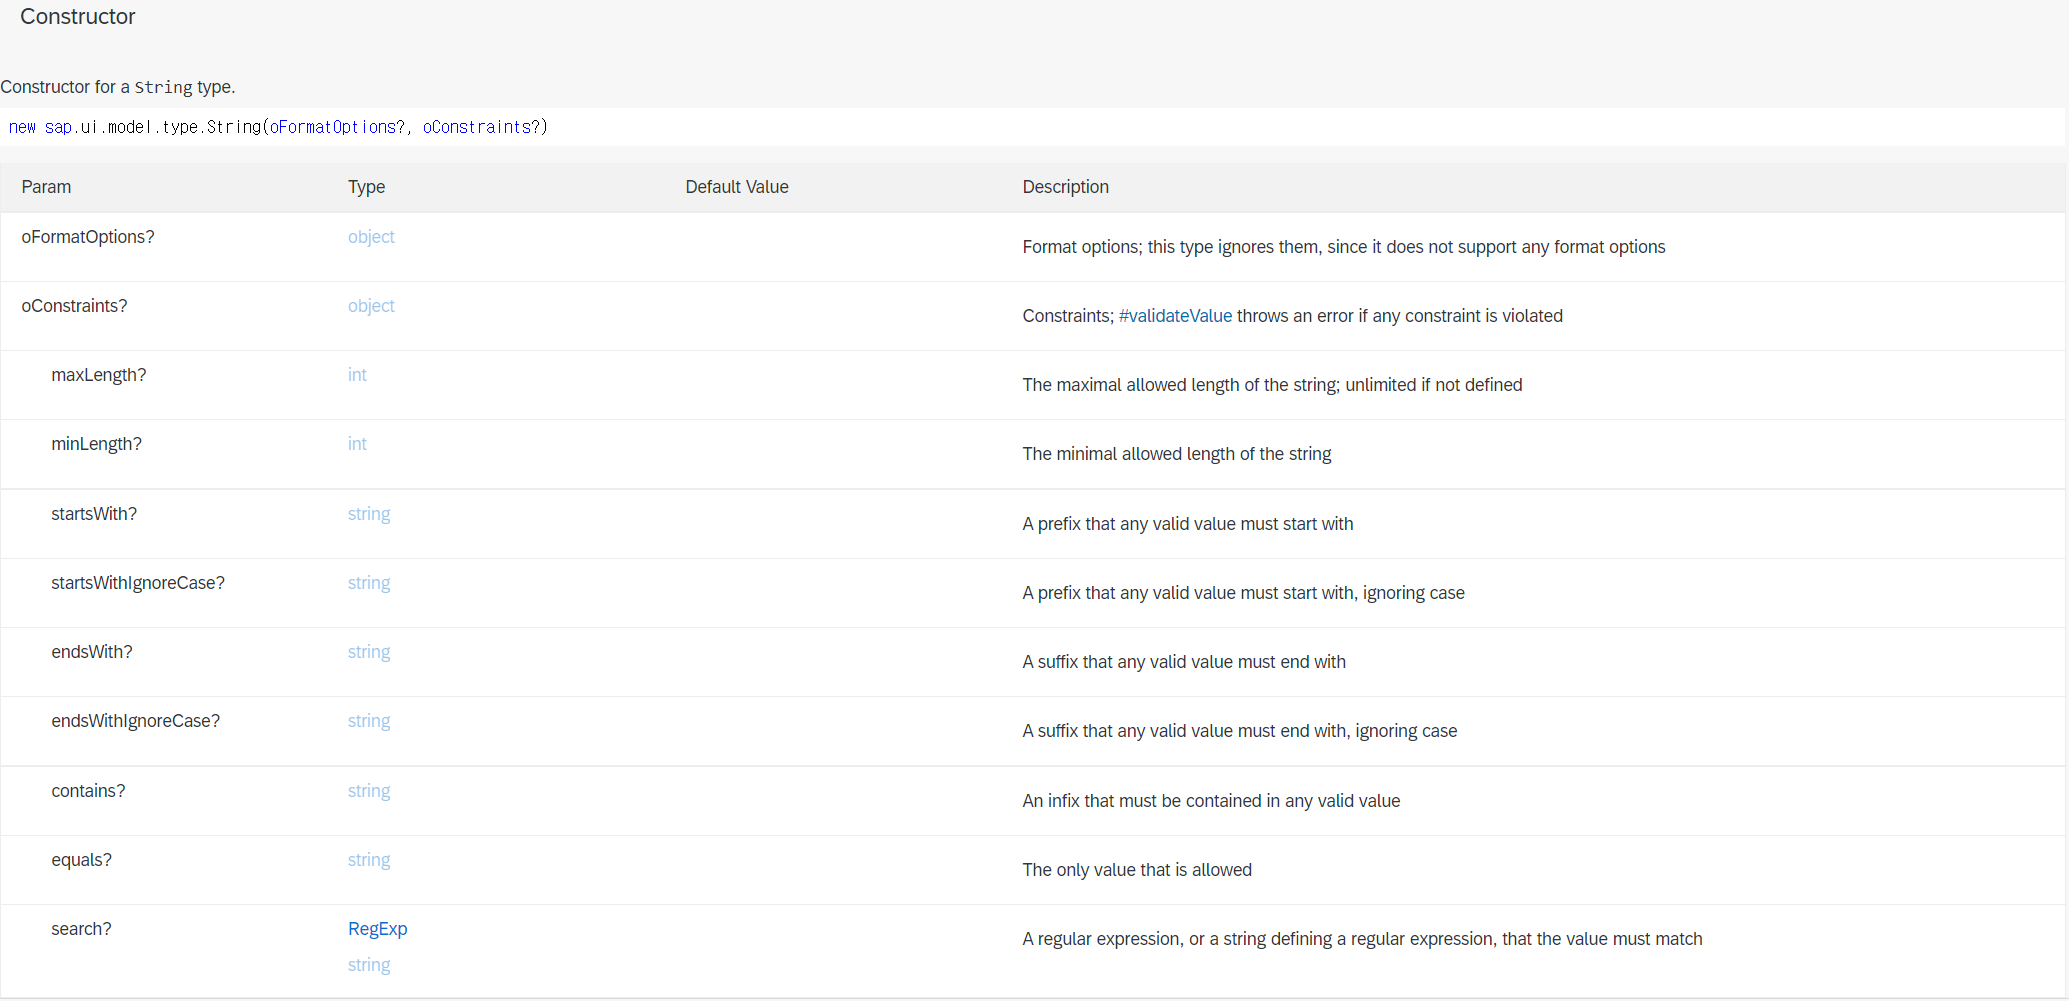 Constructor
Constructor for a String type.
new sap.ui.model.type.String(oFormatOptions?, oConstraints?)
Param Type Default Value Description
oFormatOptions? object Format options; this type ignores them, since it does not support any format options
oConstraints? object Constraints; #validateValue throws an error if any constraint is violated
maxLength? int The maximal allowed length of the string; unlimited if not defined
minLength? int The minimal allowed length of the string
startsWith? string A prefix that any valid value must start with
startsWithIgnoreCase? string A prefix that any valid value must start with, ignoring case
endsWith? string A suffix that any valid value must end with
endsWithIgnoreCase? string A suffix that any valid value must end with, ignoring case
contains? string An infix that must be contained in any valid value
equals? string The only value that is allowed
search? RegExp A regular expression, or a string defining a regular expression, that the value must match
string